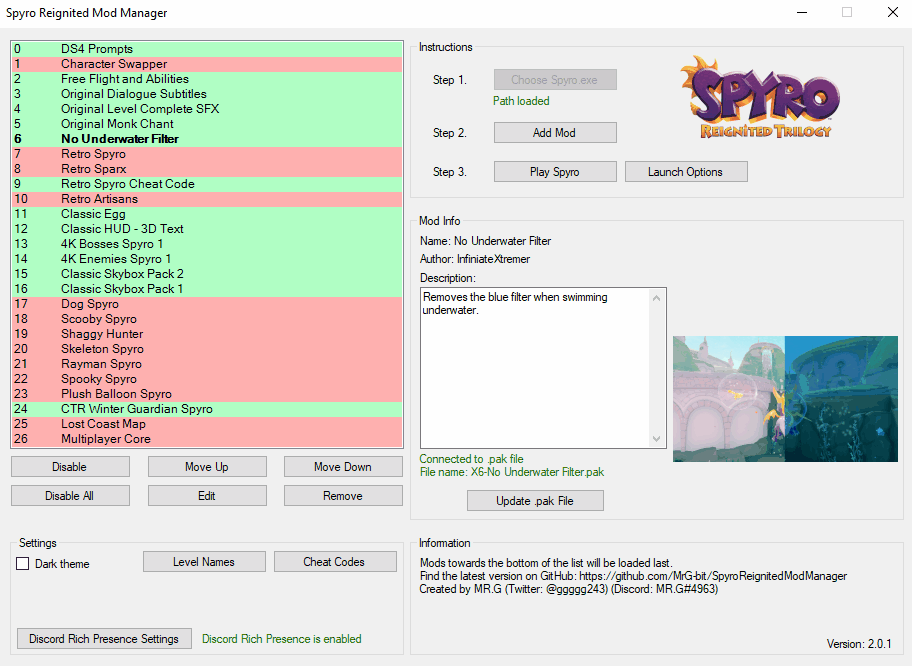 Spyro Reignited Mod Manager
0 DS4 Prompts
1 Character Swapper
2 Free Flight and Abilities
3 Original Dialogue Subtitles
4 Original Level Complete SFX
5 Original Monk Chant
6 No Underwater Filter
7 Retro Spyro
8 Retro Sparx
9 Retro Spyro Cheat Code
10 Retro Artisans
11 Classic Egg
12 Classic HUD - 3D Text
13 4K Bosses Spyro 1
14 4K Enemies Spyro 1
15 Classic Skybox Pack 2
16 Classic Skybox Pack 1
17 Dog Spyro
18 Scooby Spyro
19 Shaggy Hunter
20 Skeleton Spyro
21 Rayman Spyro
22 Spooky Spyro
23 Plush Balloon Spyro
24 CTR Winter Guardian Spyro
25 Lost Coast Map
26 Multiplayer Core
Disable Move Up Move Down
Disable All Edit Remove
Settings
Dark theme Level Names Cheat Codes
Discord Rich Presence Settings Discord Rich Presence is enabled
Instructions
Step 1. Choose Spyro.exe
Path loaded
Step 2. Add Mod
Step 3. Play Spyro Launch Options
SPYRO
REIGNITED TRILOGY
Mod Info
Name: No Underwater Filter
Author: InfiniateXtremer
Description:
Removes the blue filter when swimming
underwater.
Connected to .pak file
File name: X6-No Underwater Filter.pak
Update .pak File
Infomation
Mods towards the bottom of the list will be loaded last.
Find the latest version on GitHub: https://github.com/MrG-bit/SpyroReignitedModManager
Created by MR.G (Twitter: @ggggg243) (Discord: MR.G#4963)
Version: 2.0.1